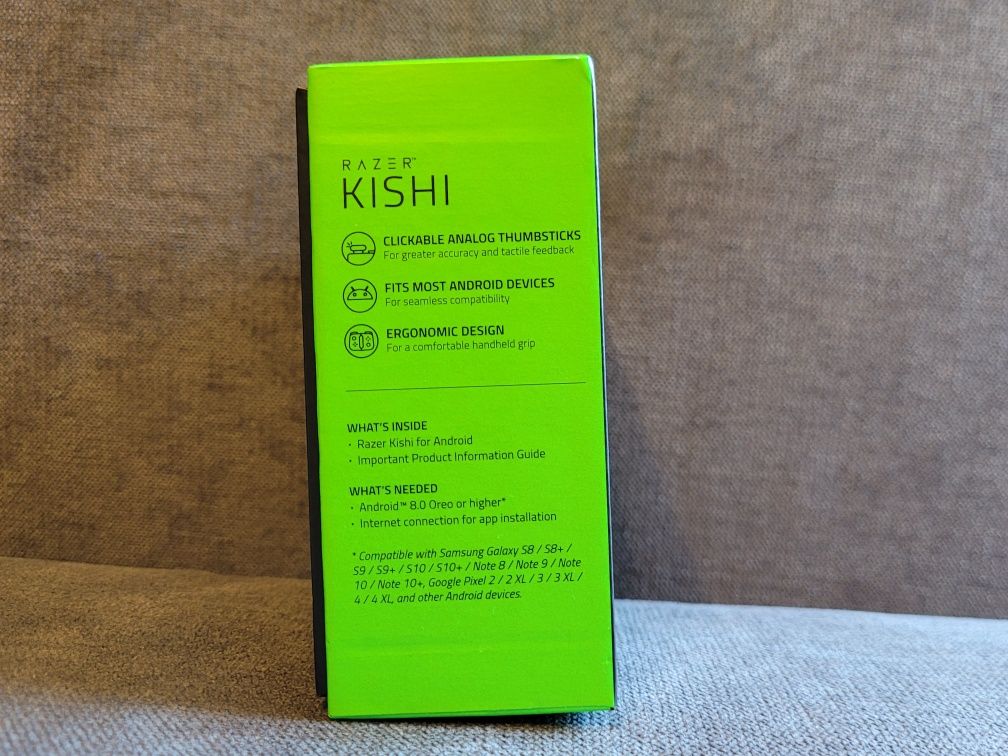 RAZER™
KISHI
CLICKABLE ANALOG THUMBSTICKS
For greater accuracy and tactile feedback
FITS MOST ANDROID DEVICES
For seamless compatibility
ERGONOMIC DESIGN
For a comfortable handheld grip
WHAT'S INSIDE
· Razer Kishi for Android
· Important Product Information Guide
WHAT'S NEEDED
· Android™ 8.0 Oreo or higher*
· Internet connection for app installation
* Compatible with Samsung Galaxy S8 / S8+ /
S9 / S9+ / S10 / S10+ / Note 8 / Note 9 / Note
10 / Note 10+, Google Pixel 2 / 2 XL / 3 / 3 XL /
4 / 4 XL, and other Android devices.